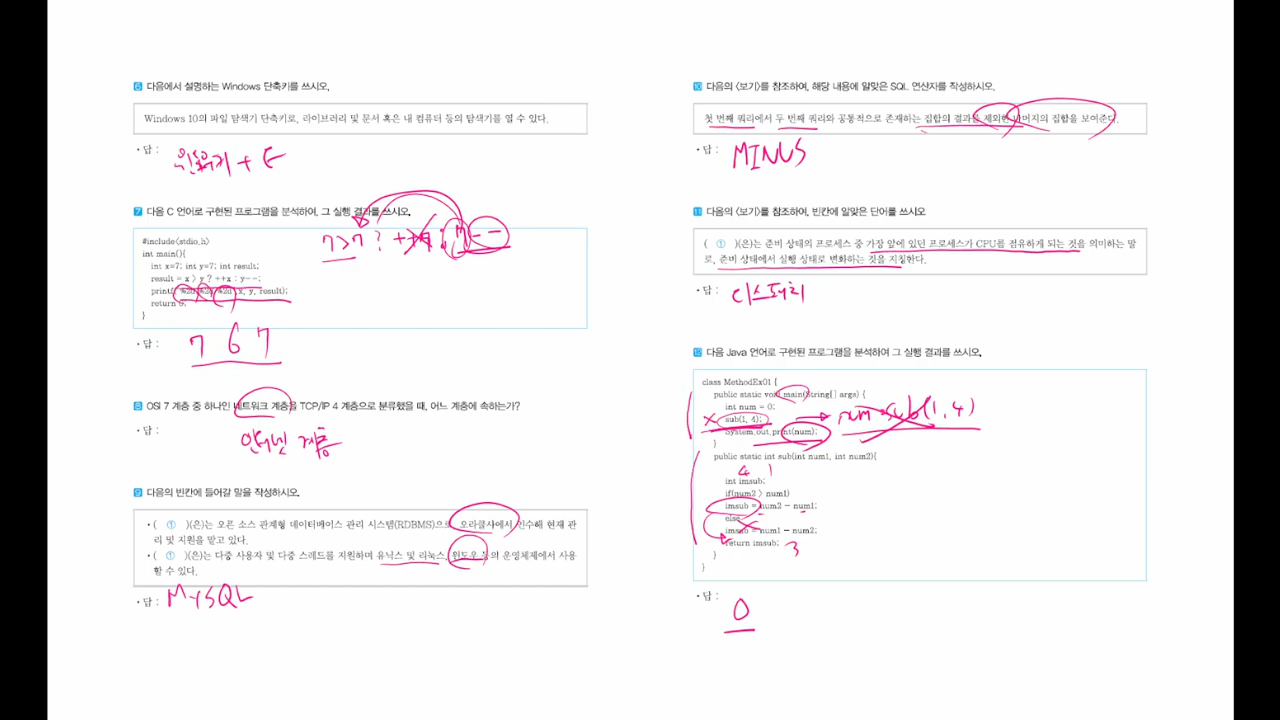 6 다음에서 설명하는 Windows 단축키를 쓰시오.
Windows 10의 파일 탐색기 단축키로, 라이브러리 및 문서 혹은 내 컴퓨터 등의 탐색기를 열 수 있다.
• 답 :
윈도우키 + E
7 다음 C 언어로 구현된 프로그램을 분석하여, 그 실행 결과를 쓰시오.
7 > 7 ? ++x : 7 --
#include<stdio.h>
int main(){
int x=7; int y=7; int result;
result = x > y ? ++x : y--;
printf( %2d%2d%2d ,x, y, result);
return 0;
}
• 답 :
7 6 7
8 OSI 7 계층 중 하나인 네트워크 계층을 TCP/IP 4 계층으로 분류했을 때, 어느 계층에 속하는가?
• 답 :
인터넷 계층
9 다음의 빈칸에 들어갈 말을 작성하시오.
• ( ① )(은)는 오픈 소스 관계형 데이터베이스 관리 시스템(RDBMS)으로 오라클사에서 인수해 현재 관
리 및 지원을 맡고 있다.
• ( ① )(은)는 다중 사용자 및 다중 스레드를 지원하며 유닉스 및 리눅스, 윈도우 등의 운영체제에서 사용
할 수 있다.
• 답 :
MYSQL
10 다음의 〈보기〉를 참조하여, 해당 내용에 알맞은 SQL 연산자를 작성하시오.
첫 번째 쿼리에서 두 번째 쿼리와 공통적으로 존재하는 집합의 결과를 제외한 나머지의 집합을 보여준다.
• 답 :
MINUS
11 다음의 〈보기〉를 참조하여, 빈칸에 알맞은 단어를 쓰시오
( ① )(은)는 준비 상태의 프로세스 중 가장 앞에 있던 프로세스가 CPU를 점유하게 되는 것을 의미하는 말
로, 준비 상태에서 실행 상태로 변화하는 것을 지칭한다.
• 답 :
디스패치
12 다음 Java 언어로 구현된 프로그램을 분석하여 그 실행 결과를 쓰시오.
class MethodEx01 {
public static void main(String[] args) {
int num = 0;
sub(1, 4);
num=sub(1,4)
System.out.print(num);
}
public static int sub(int num1, int num2){
4 1
int imsub;
if(num2 > num1)
imsub = num2 - num1;
else
imsub = num1 - num2;
return imsub;
3
}
}
• 답 :
0